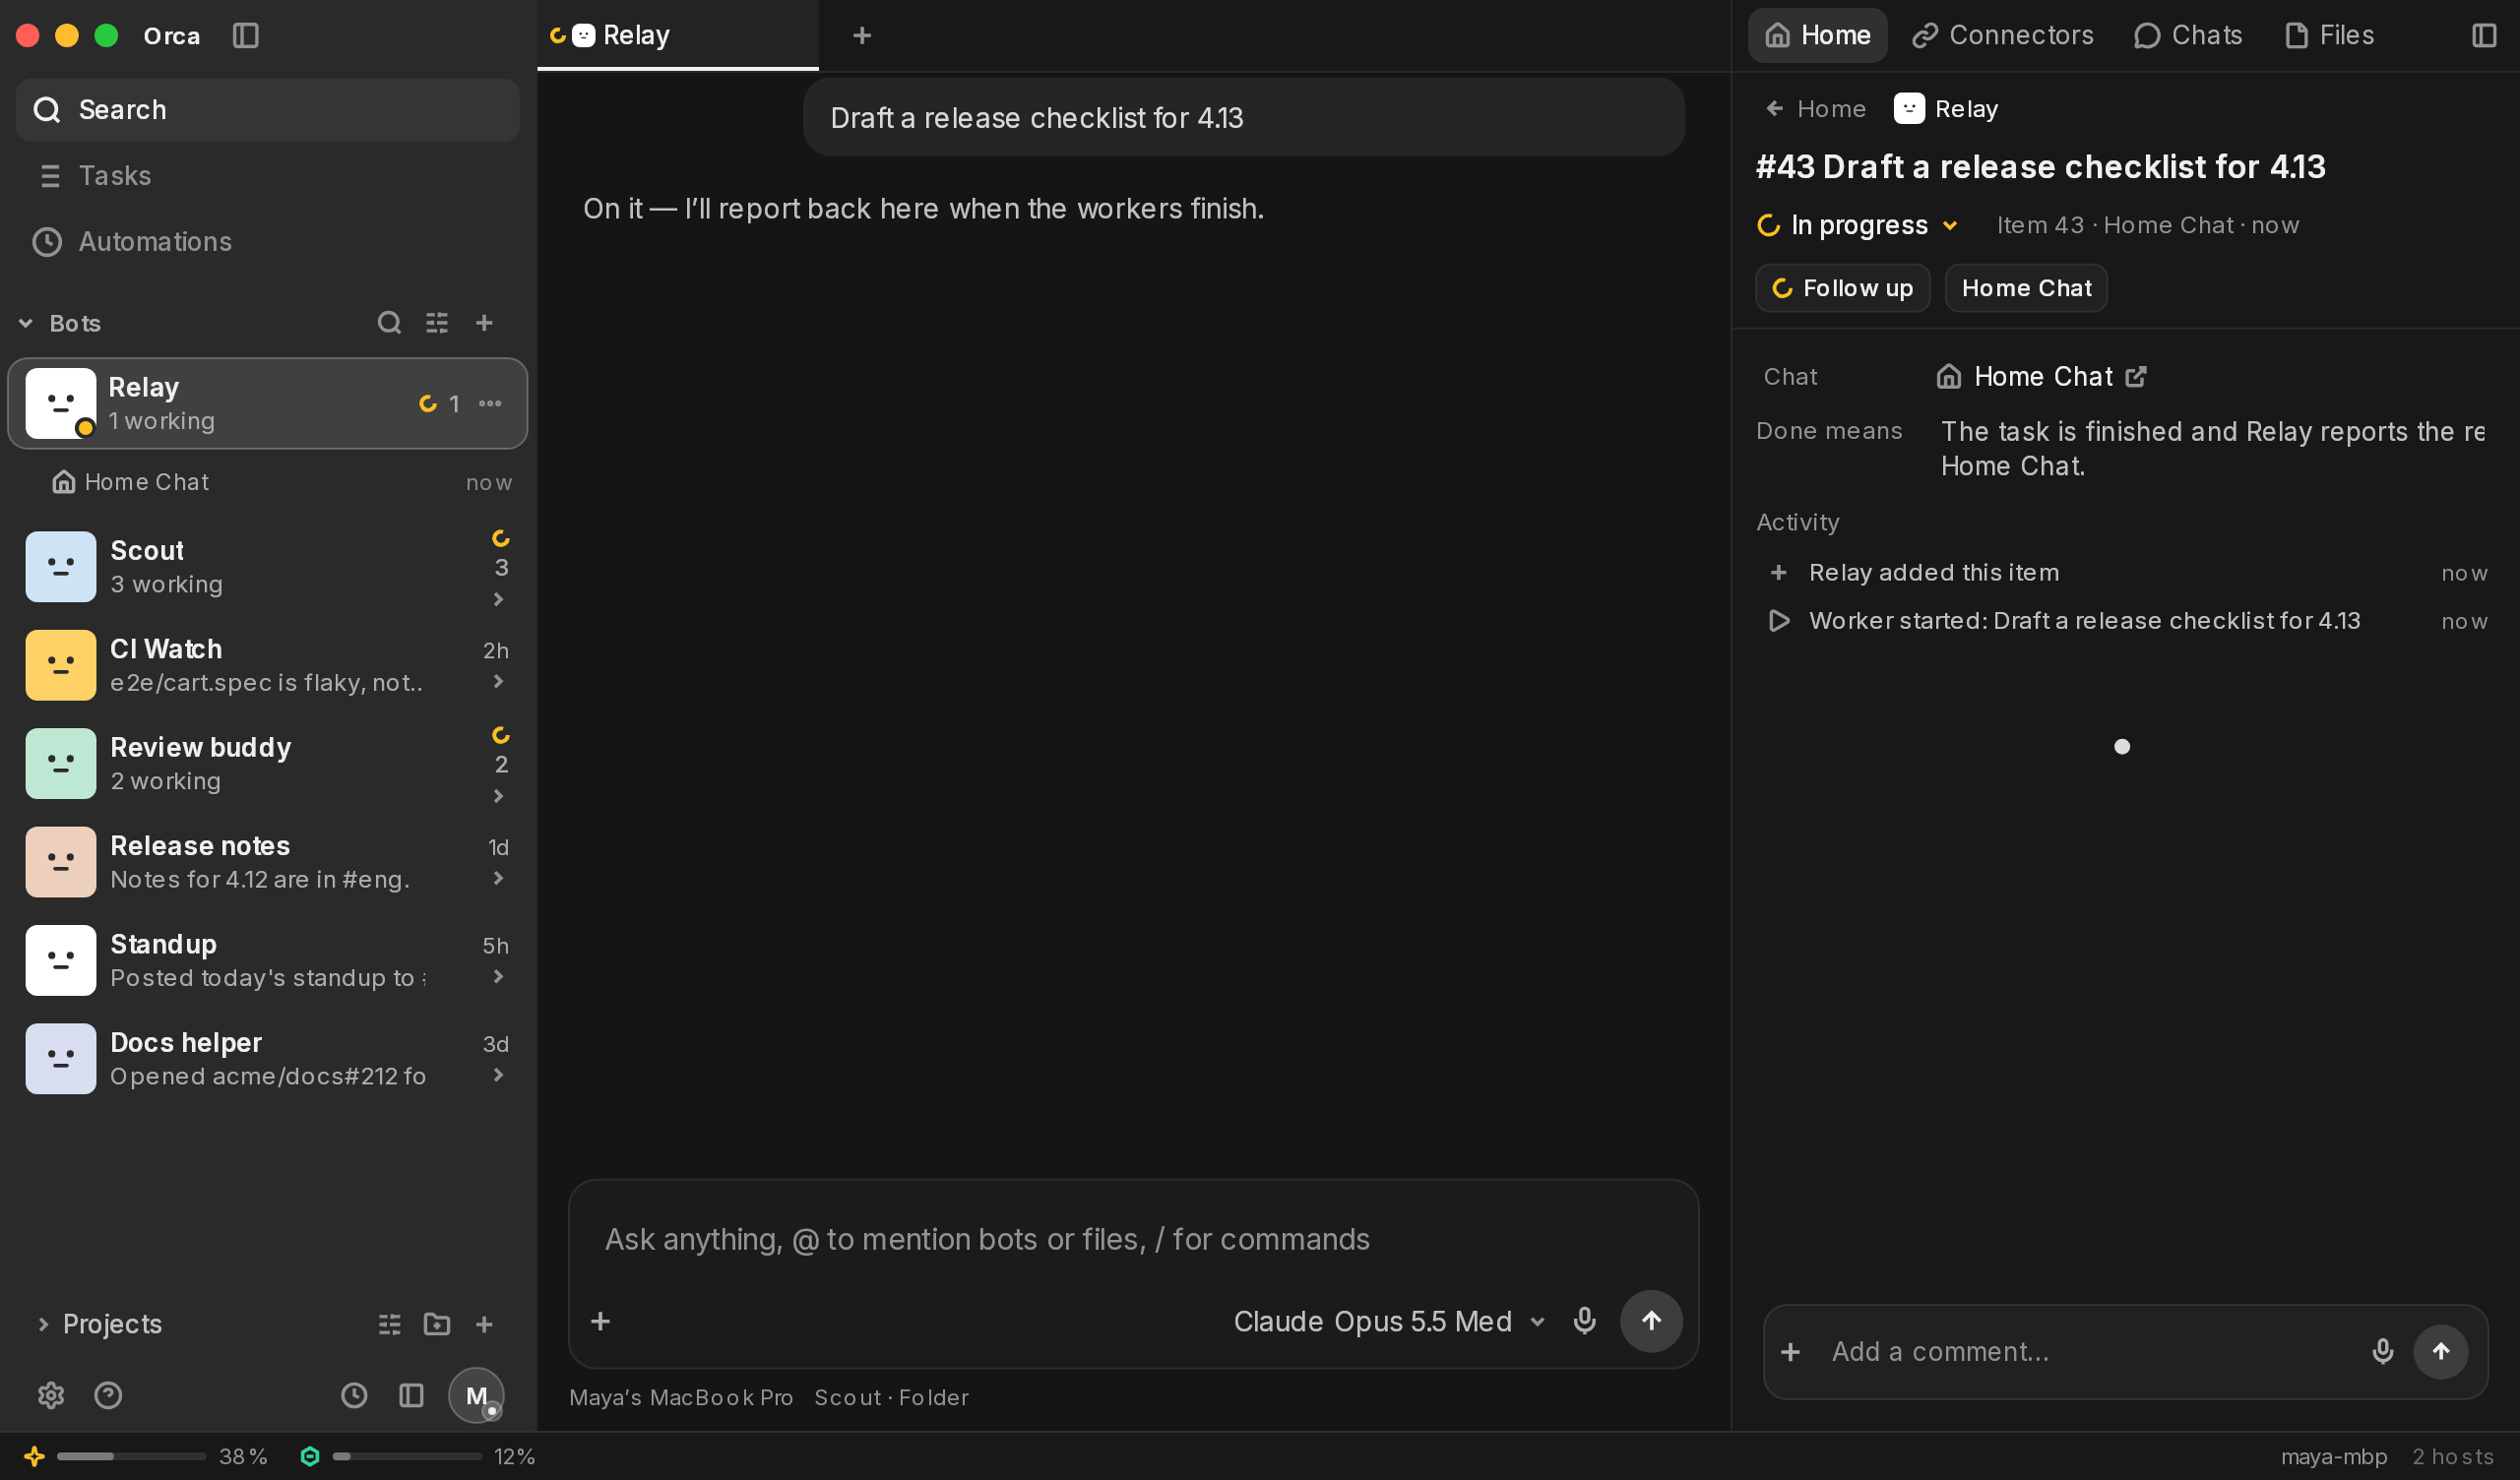 Orca
Search
Tasks
Automations
Bots
Relay
1 working
1
Home Chat
now
Scout
3 working
3
CI Watch
e2e/cart.spec is flaky, not..
2h
Review buddy
2 working
2
Release notes
Notes for 4.12 are in #eng.
1d
Standup
Posted today's standup to
5h
Docs helper
Opened acme/docs#212 fo
3d
Projects
M
38%
12%
Relay
Draft a release checklist for 4.13
On it — I’ll report back here when the workers finish.
Ask anything, @ to mention bots or files, / for commands
Claude Opus 5.5 Med
Maya’s MacBook Pro Scout · Folder
Home
Connectors
Chats
Files
Home
Relay
#43 Draft a release checklist for 4.13
In progress
Item 43 · Home Chat · now
Follow up
Home Chat
Chat
Home Chat
Done means
The task is finished and Relay reports the re
Home Chat.
Activity
Relay added this item
now
Worker started: Draft a release checklist for 4.13
now
Add a comment...
maya-mbp
2 hosts